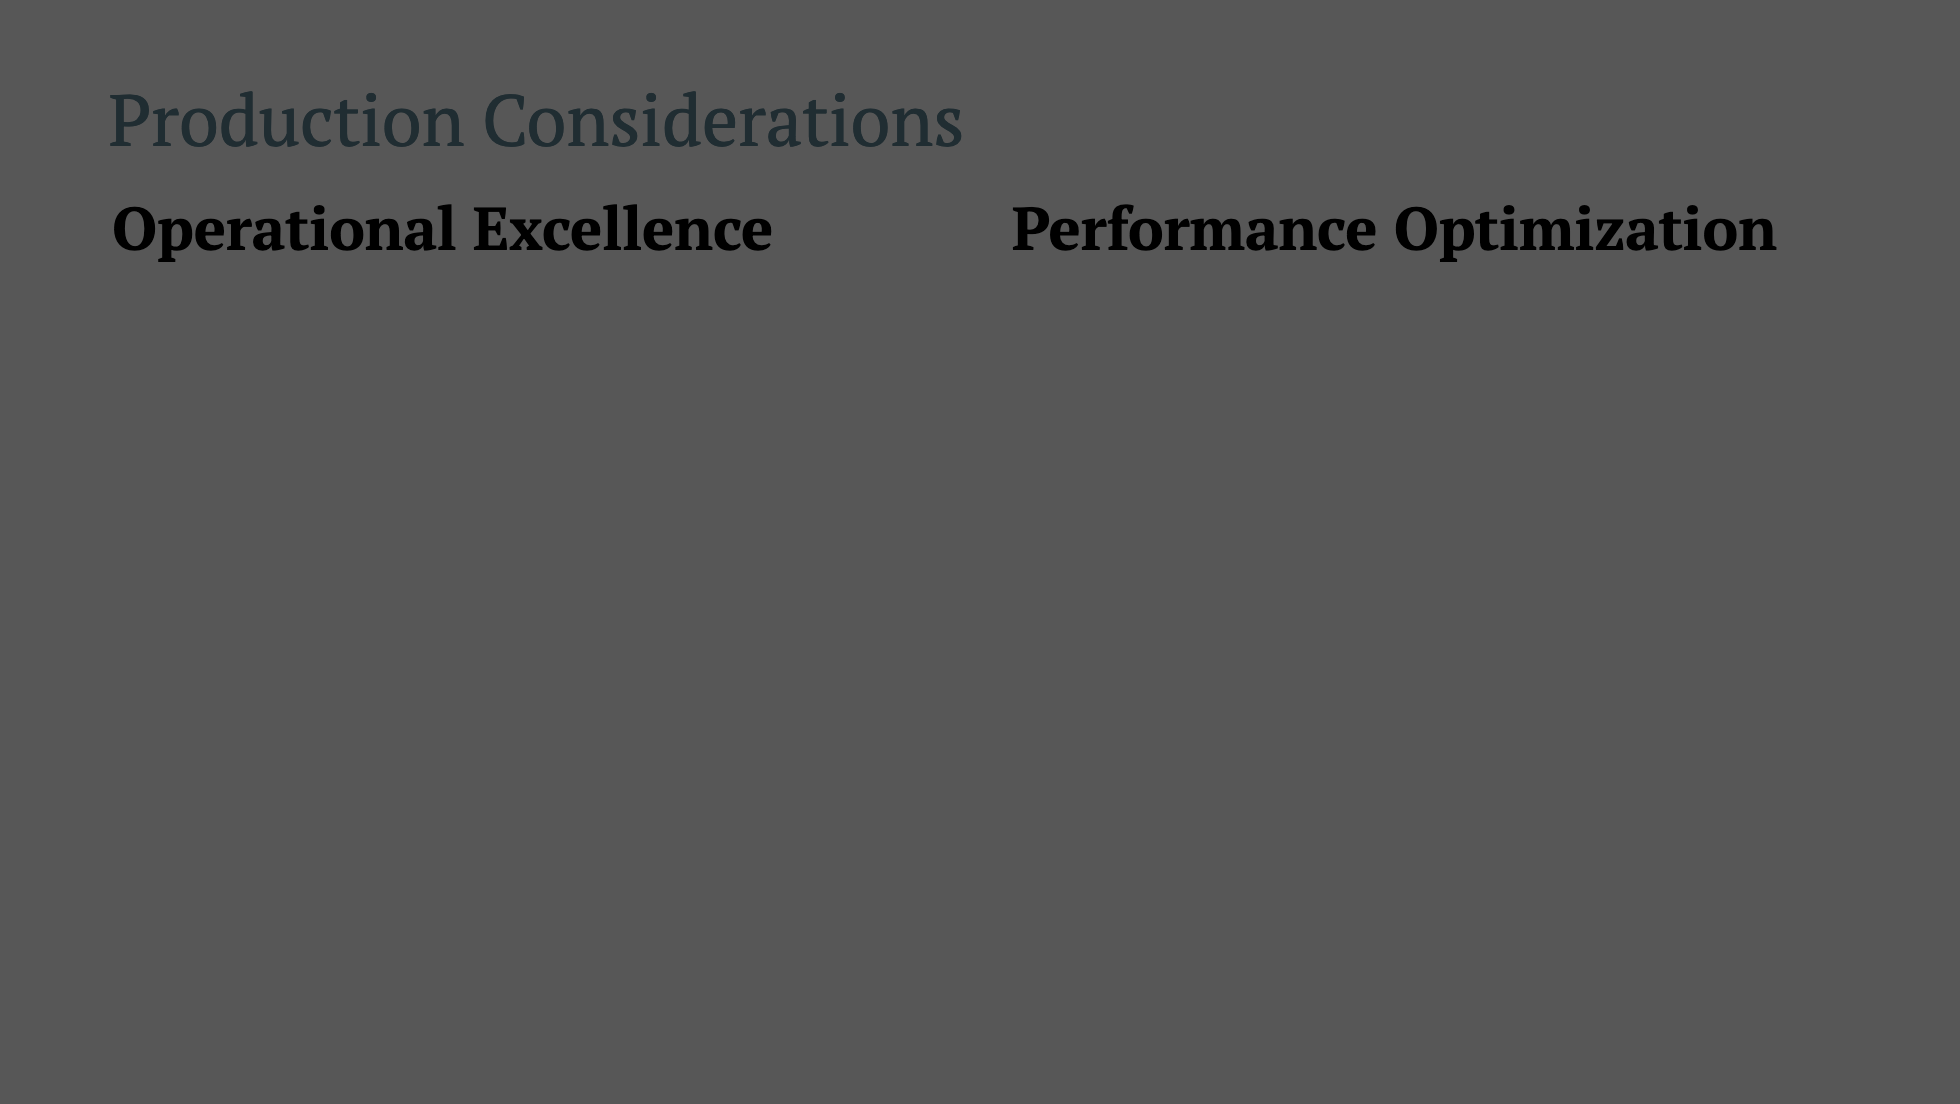 Production Considerations
Operational Excellence
Performance Optimization